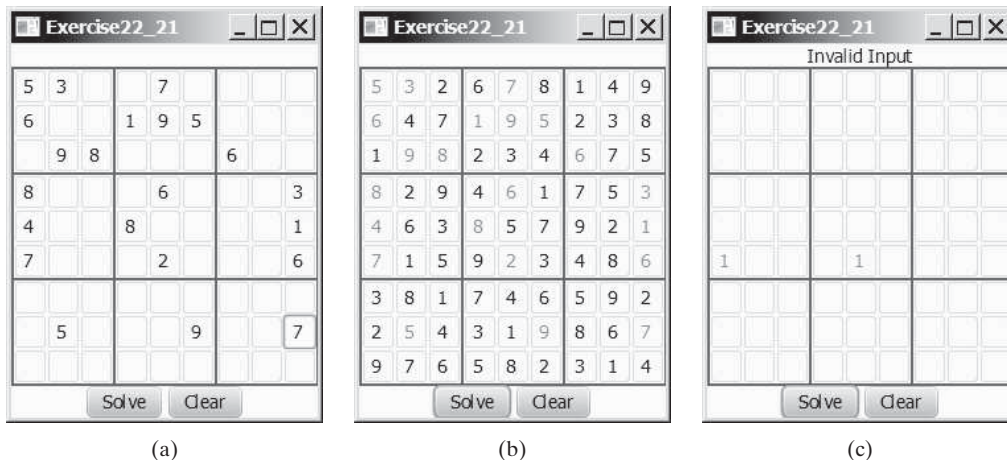 Exercise22_21
5 3 7
6 1 9 5
9 8 6
8 6 3
4 8 1
7 2 6
5 9 7
Solve Clear
(a)
Exercise22_21
5 3 2 6 7 8 1 4 9
6 4 7 1 9 5 2 3 8
1 9 8 2 3 4 6 7 5
8 2 9 4 6 1 7 5 3
4 6 3 8 5 7 9 2 1
7 1 5 9 2 3 4 8 6
3 8 1 7 4 6 5 9 2
2 5 4 3 1 9 8 6 7
9 7 6 5 8 2 3 1 4
Solve Clear
(b)
Exercise22_21
Invalid Input
1 1
Solve Clear
(c)